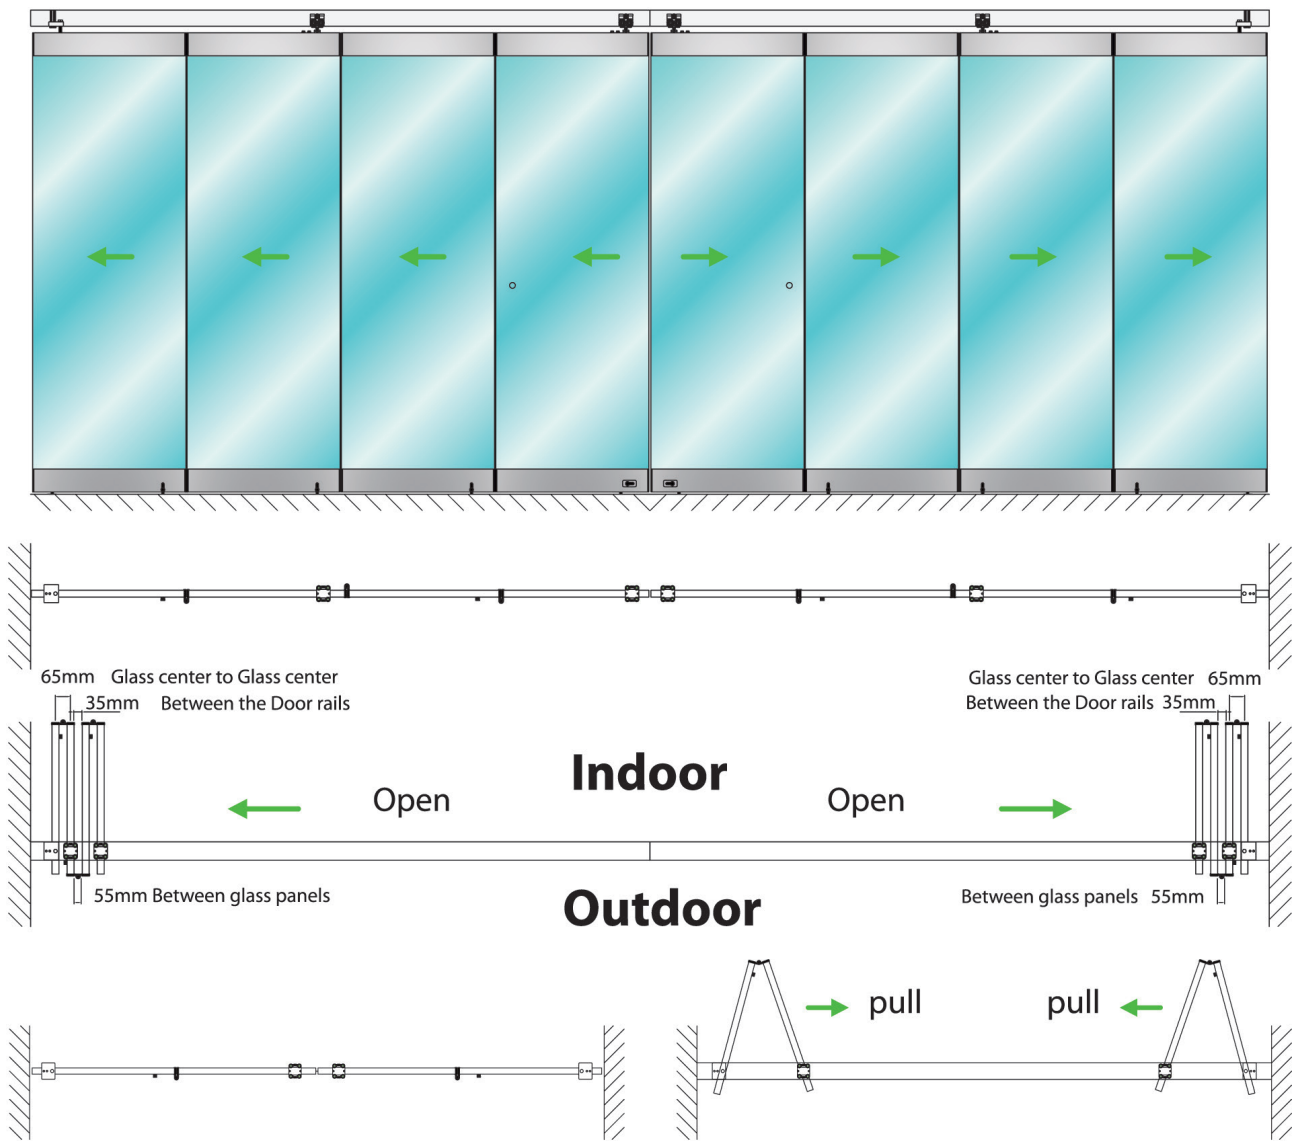 65mm Glass center to Glass center
35mm Between the Door rails
Glass center to Glass center 65mm
Between the Door rails 35mm
Indoor
Open
Open
55mm Between glass panels
Between glass panels 55mm
Outdoor
pull
pull